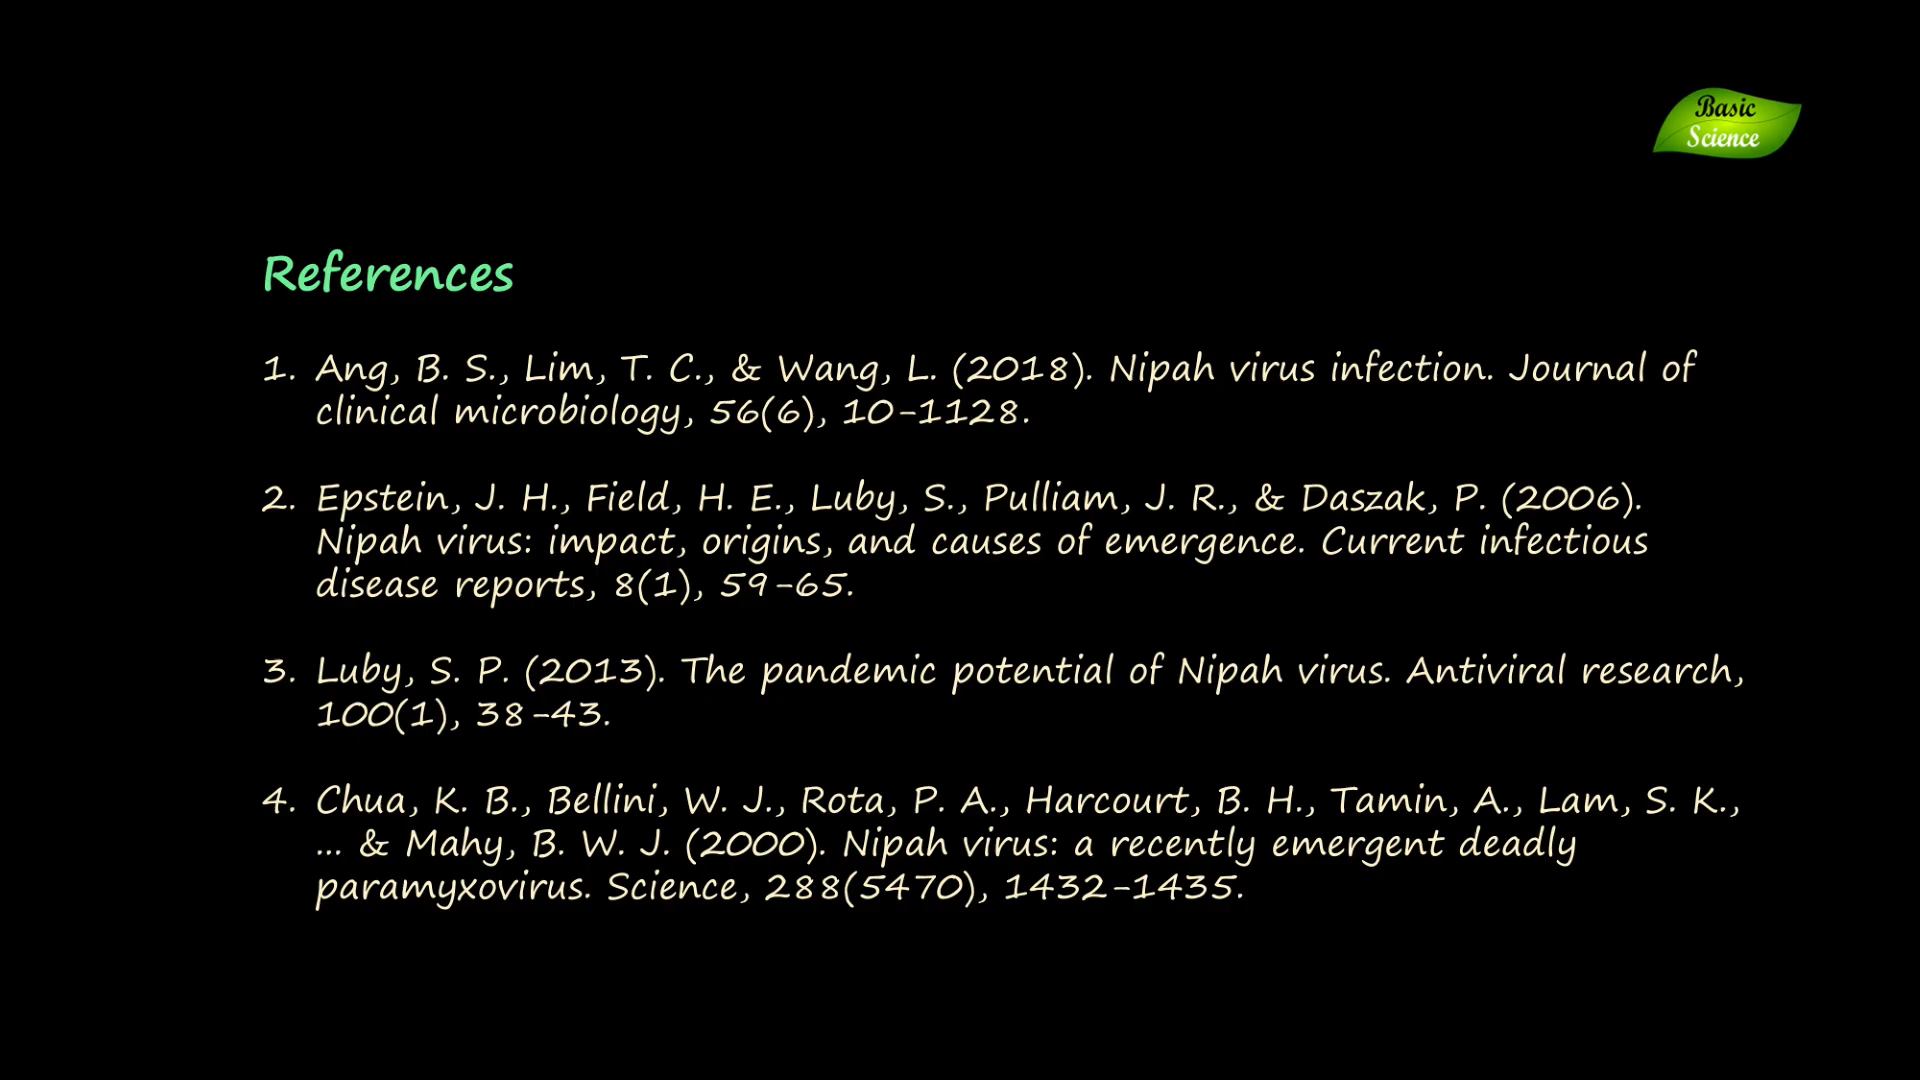 Basic
Science
References
1. Ang, B. S., Lim, T. C., & Wang, L. (2018). Nipah virus infection. Journal of
clinical microbiology, 56(6), 10-1128.
2. Epstein, J. H., Field, H. E., Luby, S., Pulliam, J. R., & Daszak, P. (2006).
Nipah virus: impact, origins, and causes of emergence. Current infectious
disease reports, 8(1), 59-65.
3. Luby, S. P. (2013). The pandemic potential of Nipah virus. Antiviral research,
100(1), 38-43.
4. Chua, K. B., Bellini, W. J., Rota, P. A., Harcourt, B. H., Tamin, A., Lam, S. K.,
... & Mahy, B. W. J. (2000). Nipah virus: a recently emergent deadly
paramyxovirus. Science, 288(5470), 1432-1435.